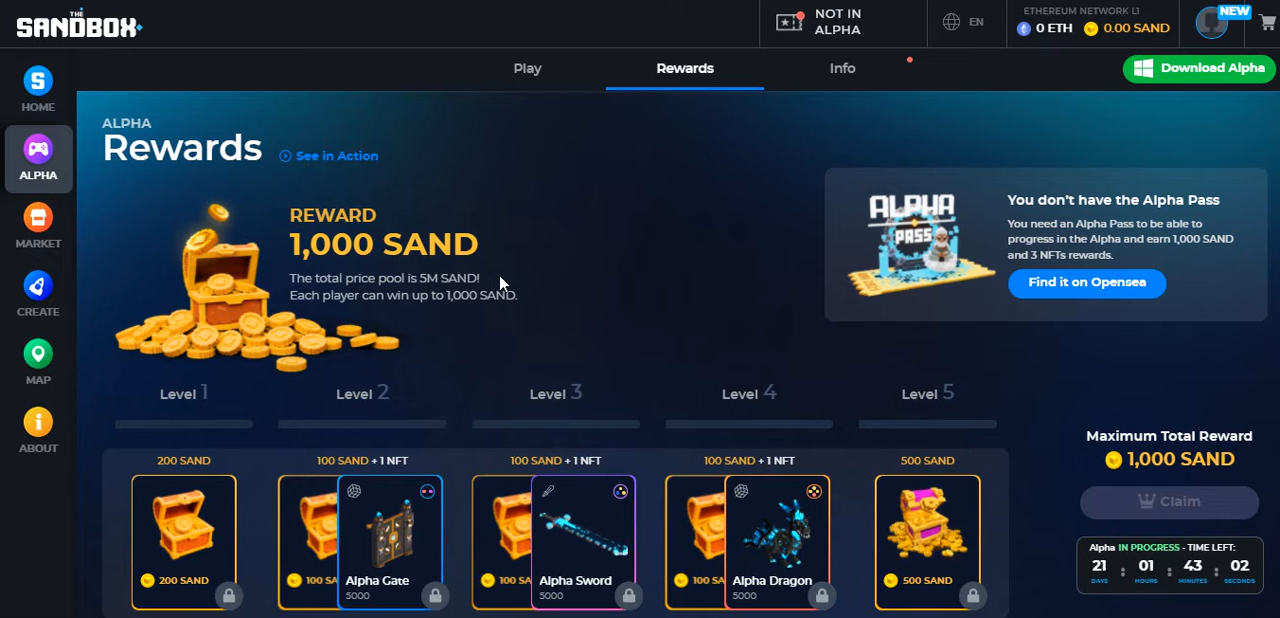 THE
SANDBOX
NOT IN
ALPHA
EN
ETHEREUM NETWORK L1
0 ETH
0.00 SAND
NEW
Play
Rewards
Info
Download Alpha
S
HOME
ALPHA
MARKET
CREATE
MAP
ABOUT
ALPHA
Rewards
See in Action
REWARD
1,000 SAND
The total price pool is 5M SAND!
Each player can win up to 1,000 SAND.
ALPHA
PASS
You don't have the Alpha Pass
You need an Alpha Pass to be able to
progress in the Alpha and earn 1,000 SAND
and 3 NFTs rewards.
Find it on Opensea
Level 1
Level 2
Level 3
Level 4
Level 5
200 SAND
100 SAND + 1 NFT
100 SAND + 1 NFT
100 SAND + 1 NFT
500 SAND
200 SAND
100 SA
Alpha Gate
5000
100 S
Alpha Sword
5000
100 SA
Alpha Dragon
5000
500 SAND
Maximum Total Reward
1,000 SAND
Claim
Alpha IN PROGRESS - TIME LEFT:
21 : 01 : 43 : 02
DAYS HOURS MINUTES SECONDS